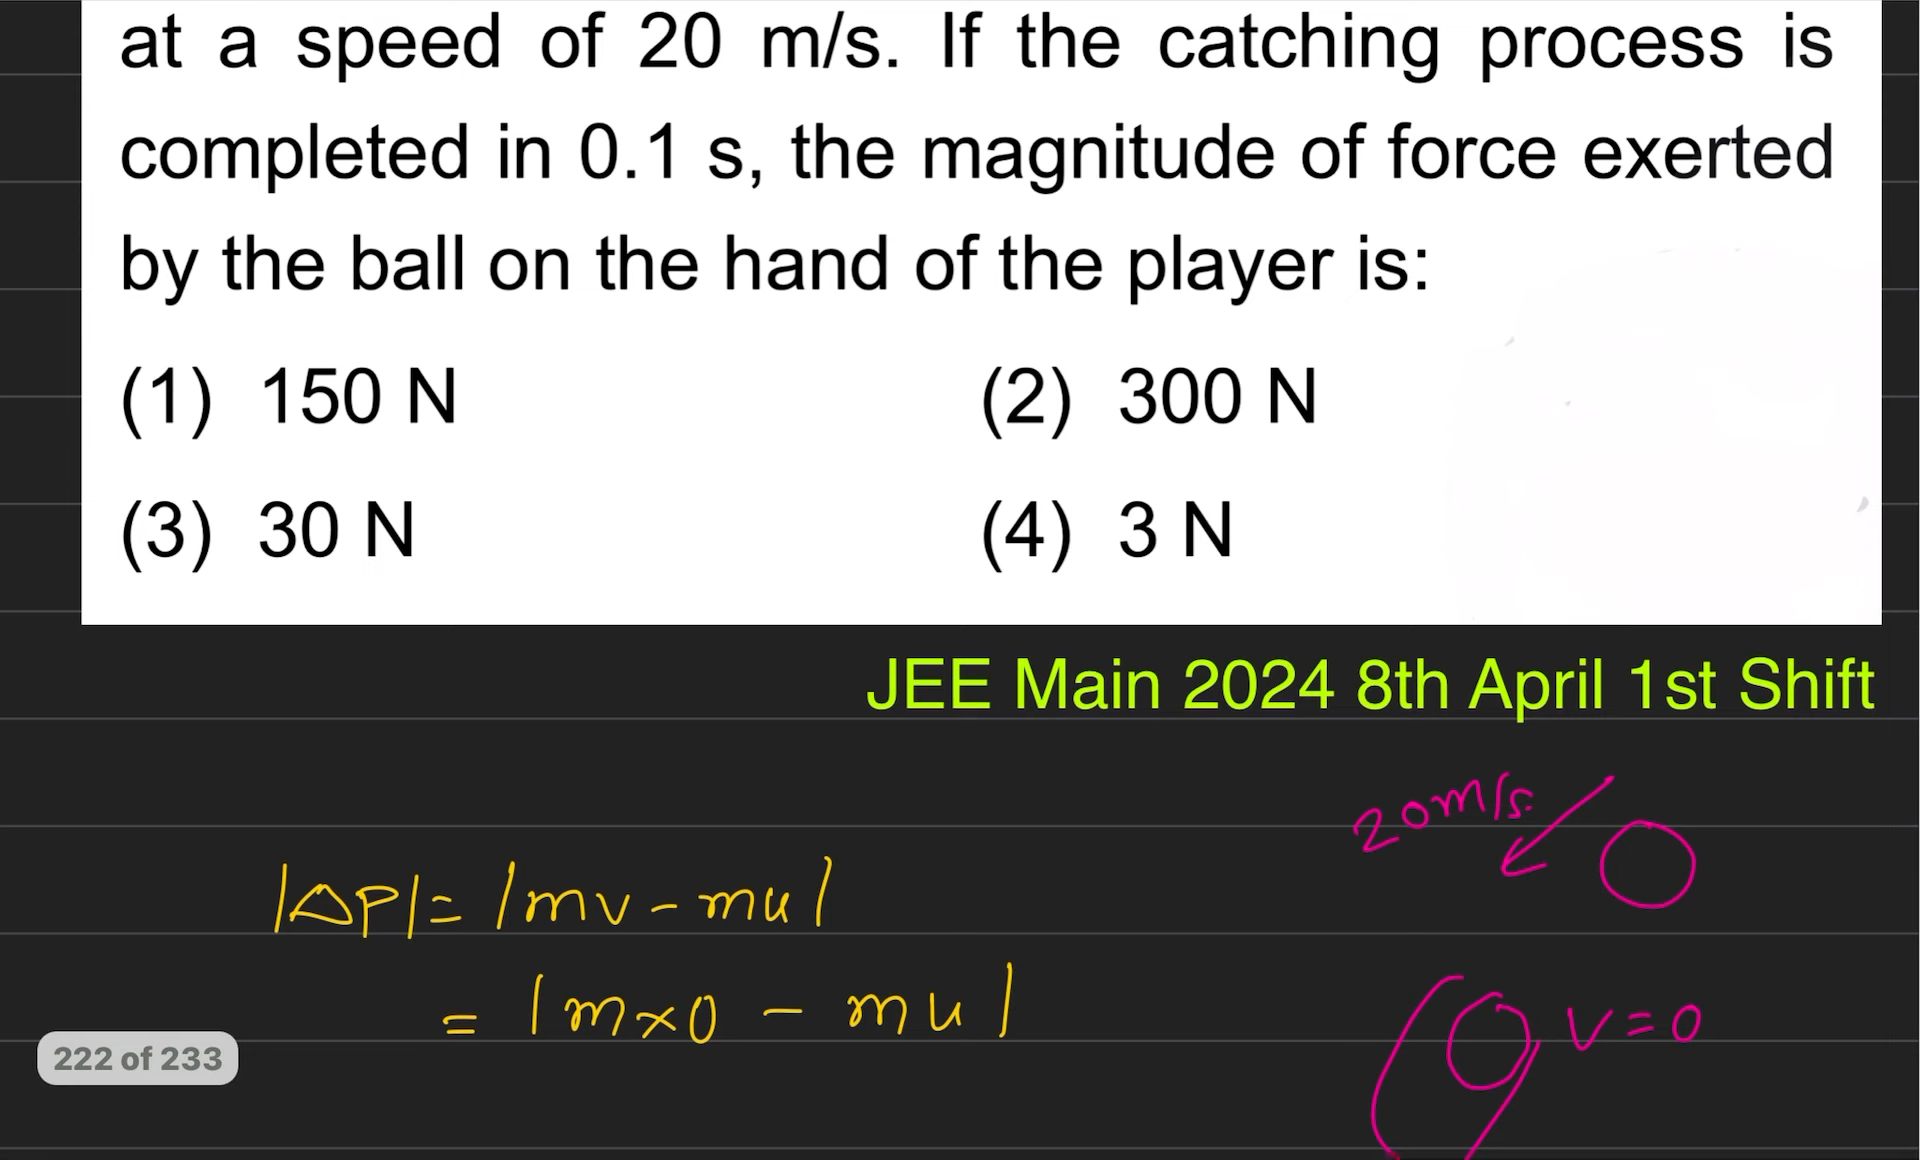 at a speed of 20 m/s. If the catching process is
completed in 0.1 s, the magnitude of force exerted
by the ball on the hand of the player is:
(1) 150 N (2) 300 N
(3) 30 N (4) 3 N
JEE Main 2024 8th April 1st Shift
20m/s.
|ΔP|= |mv-mu|
= |m×0 - mu|
v=0
222 of 233